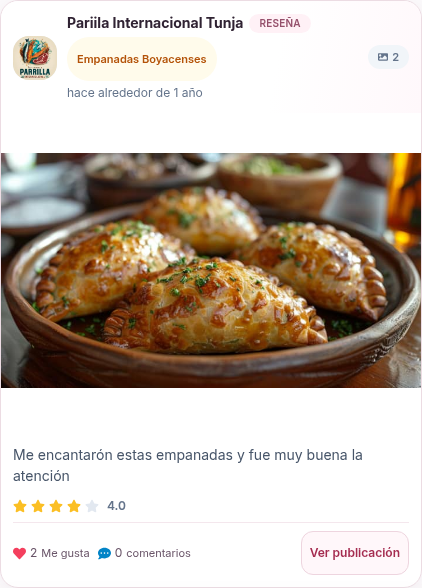 Pariila Internacional Tunja
RESEÑA
Empanadas Boyacenses
PARRILLA
2
hace alrededor de 1 año
Me encantarón estas empanadas y fue muy buena la
atención
4.0
2 Me gusta
0 comentarios
Ver publicación